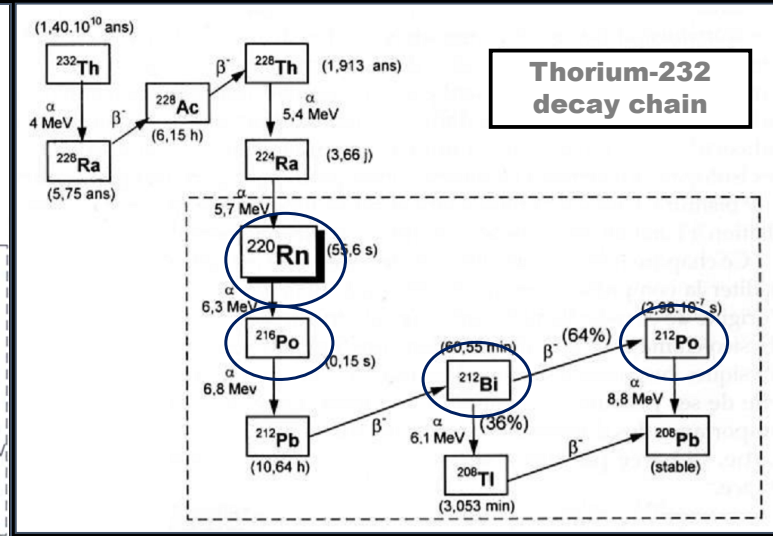 (1,40.10¹⁰ ans)
²³²Th
β⁻
²²⁸Th
(1,913 ans)
Thorium-232
decay chain
α
4 MeV
β⁻
²²⁸Ac
(6,15 h)
α
5,4 MeV
²²⁸Ra
(5,75 ans)
²²⁴Ra
(3,66 j)
α
5,7 MeV
²²⁰Rn
(55,6 s)
α
6,3 MeV
²¹⁶Po
(0,15 s)
(60,55 min)
β⁻
(64%)
(2,98.10⁻⁷ s)
²¹²Po
α
6,8 Mev
²¹²Bi
α
8,8 MeV
²¹²Pb
(10,64 h)
β⁻
α
6,1 MeV
(36%)
β⁻
²⁰⁸Pb
(stable)
²⁰⁸Tl
(3,053 min)